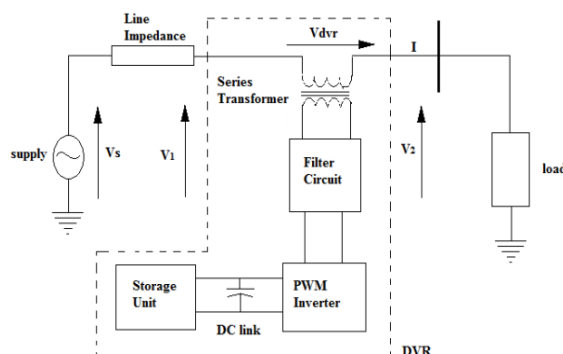 Line
Impedance
Vdvr
I
Series
Transformer
supply
Vs
V1
Filter
Circuit
V2
load
Storage
Unit
PWM
Inverter
DC link
DVR